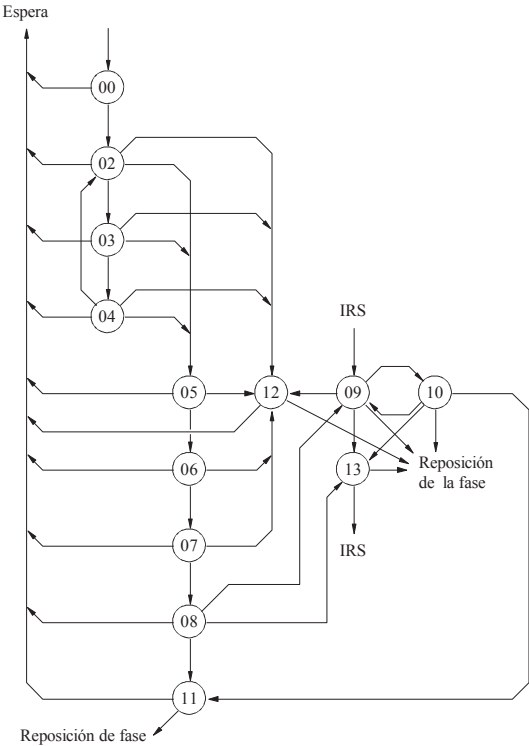 Espera
00
02
03
04
IRS
05
12
09
10
06
13
Reposición
de la fase
07
IRS
08
11
Reposición de fase